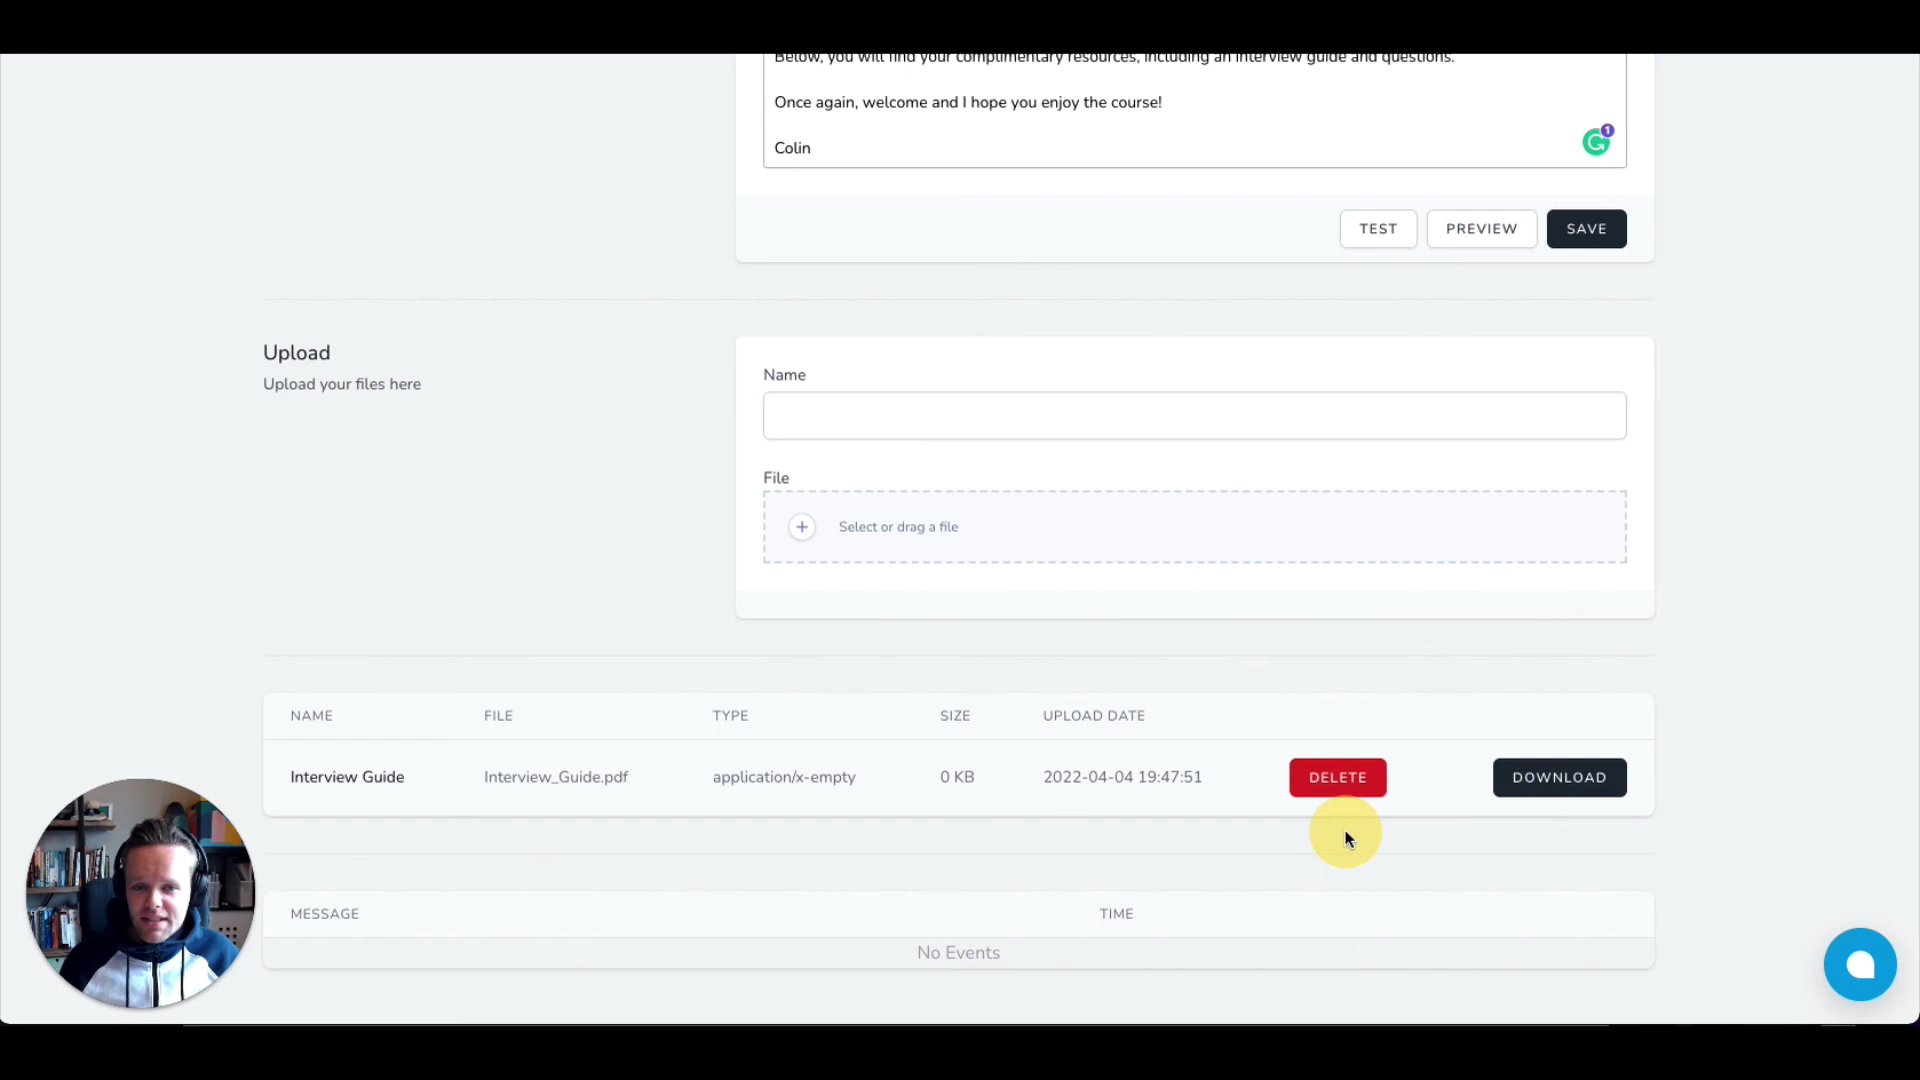 Below, you will find your complimentary resources, including an interview guide and questions.
Once again, welcome and I hope you enjoy the course!
1
Colin
TEST PREVIEW SAVE
Upload
Upload your files here
Name
File
Select or drag a file
NAME FILE TYPE SIZE UPLOAD DATE
Interview Guide Interview_Guide.pdf application/x-empty 0 KB 2022-04-04 19:47:51 DELETE DOWNLOAD
MESSAGE TIME
No Events